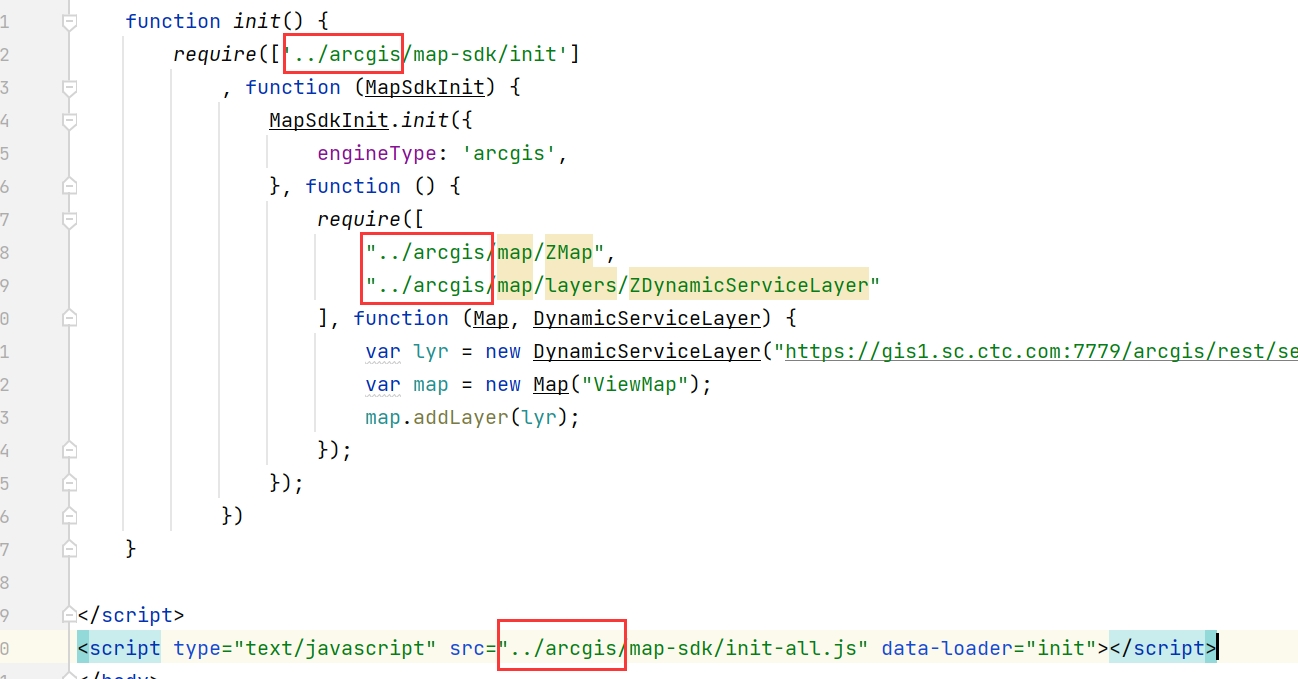 1 function init() {
2 require(['../arcgis/map-sdk/init']
3 , function (MapSdkInit) {
4 MapSdkInit.init({
5 engineType: 'arcgis',
6 }, function () {
7 require([
8 "../arcgis/map/ZMap",
9 "../arcgis/map/layers/ZDynamicServiceLayer"
0 ], function (Map, DynamicServiceLayer) {
1 var lyr = new DynamicServiceLayer("https://gis1.sc.ctc.com:7779/arcgis/rest/se
2 var map = new Map("ViewMap");
3 map.addLayer(lyr);
4 });
5 });
6 })
7 }
8
9 </script>
0 <script type="text/javascript" src="../arcgis/map-sdk/init-all.js" data-loader="init"></script>
1 </body>